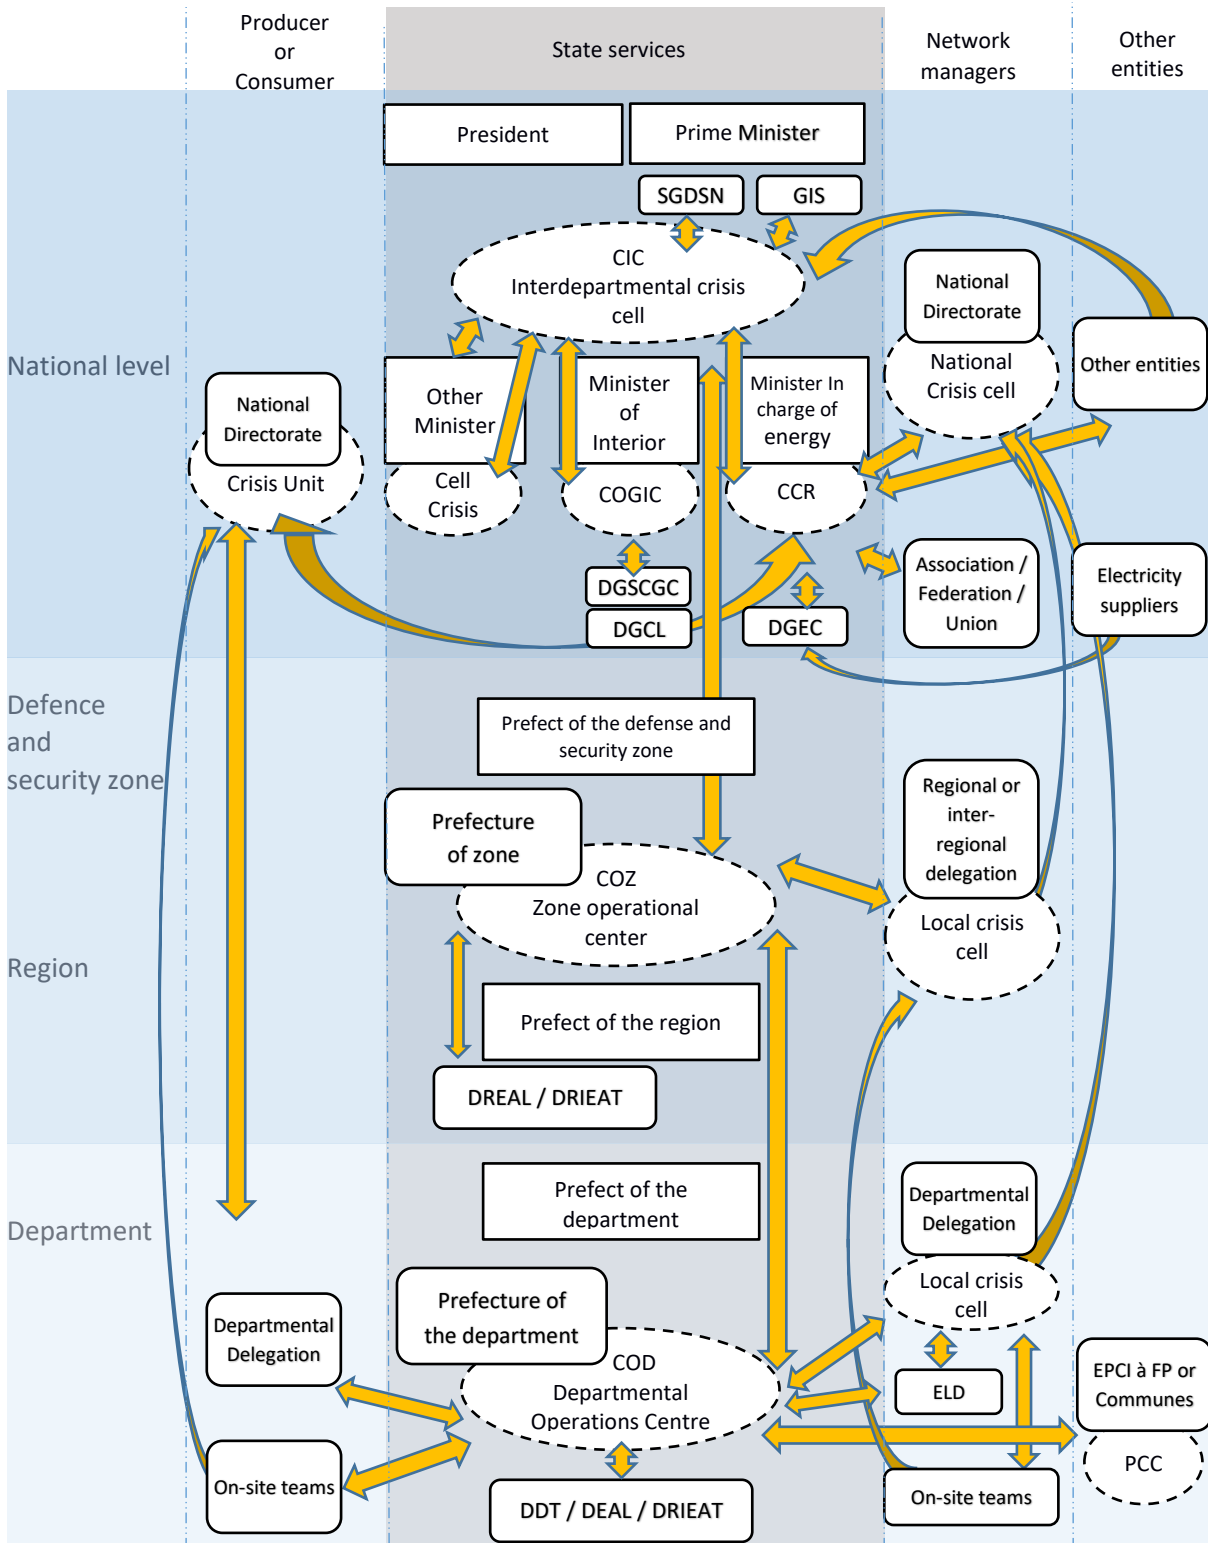 Producer
or
Consumer
State services
Network
managers
Other
entities
President
Prime Minister
SGDSN
GIS
CIC
Interdepartmental crisis
cell
National
Directorate
National
Crisis cell
Other entities
National level
Other
Minister
Minister
of
Interior
Minister In
charge of
energy
National
Directorate
Crisis Unit
Cell
Crisis
COGIC
CCR
DGSCGC
DGCL
DGEC
Association /
Federation /
Union
Electricity
suppliers
Defence
and
security zone
Prefect of the defense and
security zone
Prefecture
of zone
COZ
Zone operational
center
Regional or
inter-
regional
delegation
Local crisis
cell
Region
Prefect of the region
DREAL / DRIEAT
Department
Prefect of the
department
Departmental
Delegation
Local crisis
cell
Prefecture of
the department
COD
Departmental
Operations Centre
Departmental
Delegation
ELD
EPCI à FP or
Communes
PCC
On-site teams
DDT / DEAL / DRIEAT
On-site teams